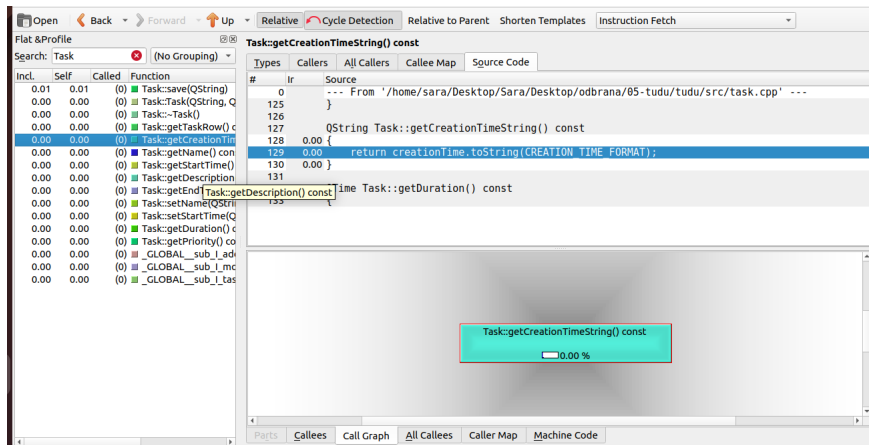 Open Back Forward Up Relative Cycle Detection Relative to Parent Shorten Templates Instruction Fetch
Flat &Profile
Search: Task (No Grouping)
Incl. Self Called Function
0.01 0.01 (0) Task::save(QString)
0.00 0.00 (0) Task::Task(QString, Q
0.00 0.00 (0) Task::~Task()
0.00 0.00 (0) Task::getTaskRow() c
0.00 0.00 (0) Task::getCreationTim
0.00 0.00 (0) Task::getName() con
0.00 0.00 (0) Task::getStartTime()
0.00 0.00 (0) Task::getDescription
0.00 0.00 (0) Task::getEnd
0.00 0.00 (0) Task::setName(QStri
0.00 0.00 (0) Task::setStartTime(Q
0.00 0.00 (0) Task::getDuration() c
0.00 0.00 (0) Task::getPriority() co
0.00 0.00 (0) _GLOBAL__sub_I_ad
0.00 0.00 (0) _GLOBAL__sub_I_mo
0.00 0.00 (0) _GLOBAL__sub_I_tas
Task::getDescription() const
Task::getCreationTimeString() const
Types Callers All Callers Callee Map Source Code
# Ir Source
0 --- From '/home/sara/Desktop/Sara/Desktop/odbrana/05-tudu/tudu/src/task.cpp' ---
125 }
126
127 QString Task::getCreationTimeString() const
128 0.00 {
129 0.00 return creationTime.toString(CREATION_TIME_FORMAT);
130 0.00 }
131
Time Task::getDuration() const
133 {
Task::getCreationTimeString() const
0.00 %
Parts Callees Call Graph All Callees Caller Map Machine Code